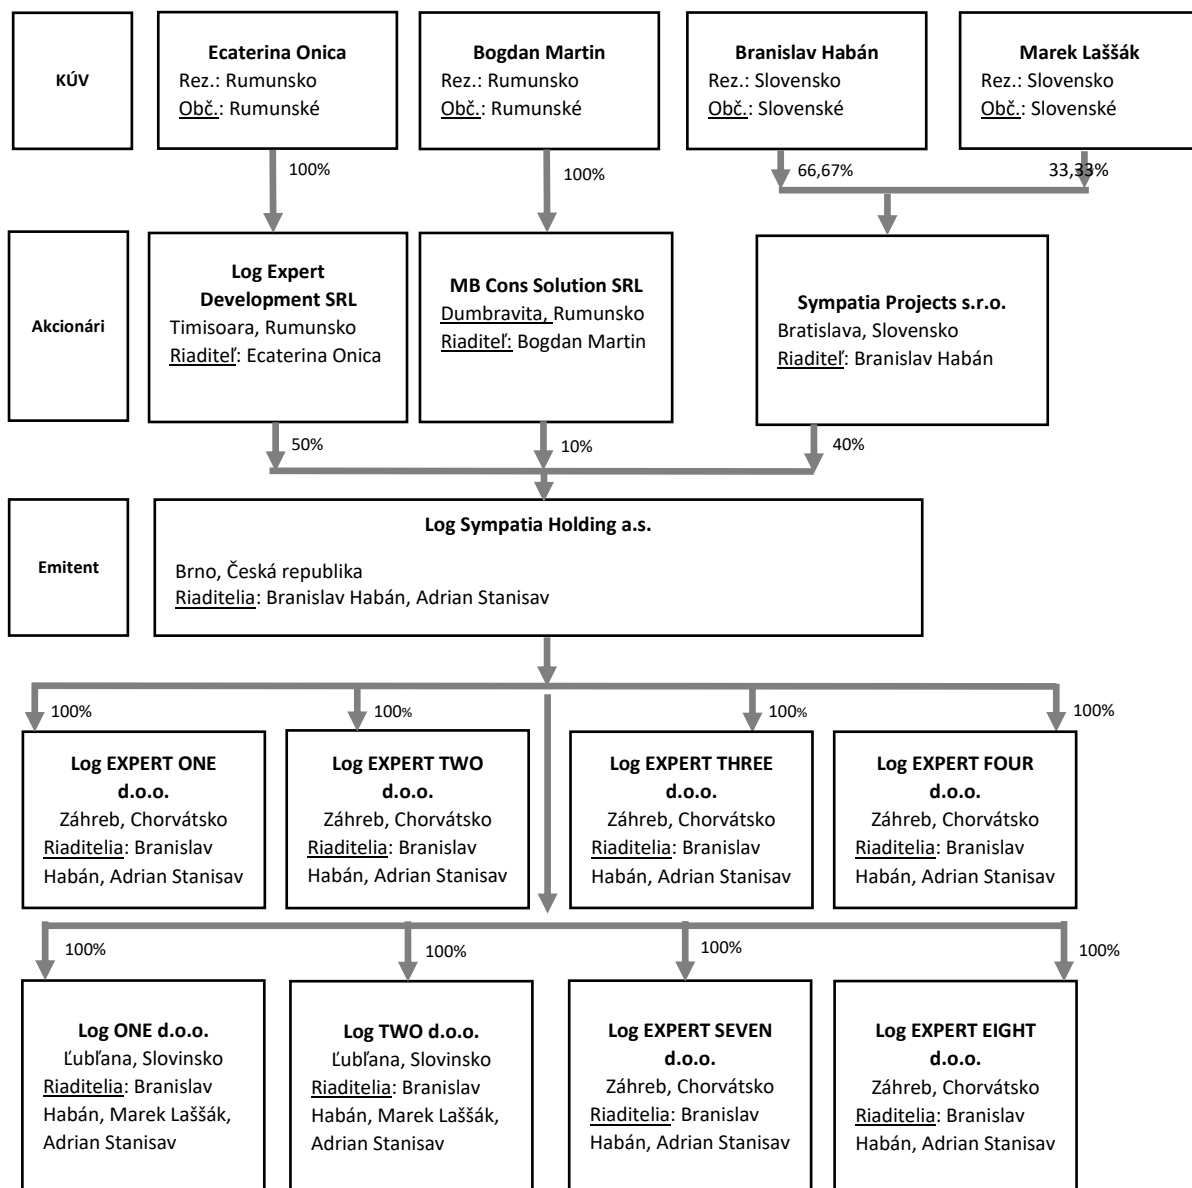 KÚV
Ecaterina Onica
Rez.: Rumunsko
Obč.: Rumunské
Bogdan Martin
Rez.: Rumunsko
Obč.: Rumunské
Branislav Habán
Rez.: Slovensko
Obč.: Slovenské
Marek Laššák
Rez.: Slovensko
Obč.: Slovenské
100%
100%
66,67%
33,33%
Akcionári
Log Expert
Development SRL
Timisoara, Rumunsko
Riaditeľ: Ecaterina Onica
MB Cons Solution SRL
Dumbravita, Rumunsko
Riaditeľ: Bogdan Martin
Sympatia Projects s.r.o.
Bratislava, Slovensko
Riaditeľ: Branislav Habán
50%
10%
40%
Emitent
Log Sympatia Holding a.s.
Brno, Česká republika
Riaditelia: Branislav Habán, Adrian Stanisav
100%
100%
100%
100%
Log EXPERT ONE
d.o.o.
Záhreb, Chorvátsko
Riaditelia: Branislav
Habán, Adrian Stanisav
Log EXPERT TWO
d.o.o.
Záhreb, Chorvátsko
Riaditelia: Branislav
Habán, Adrian Stanisav
Log EXPERT THREE
d.o.o.
Záhreb, Chorvátsko
Riaditelia: Branislav
Habán, Adrian Stanisav
Log EXPERT FOUR
d.o.o.
Záhreb, Chorvátsko
Riaditelia: Branislav
Habán, Adrian Stanisav
100%
100%
100%
100%
Log ONE d.o.o.
Ľubľana, Slovinsko
Riaditelia: Branislav
Habán, Marek Laššák,
Adrian Stanisav
Log TWO d.o.o.
Ľubľana, Slovinsko
Riaditelia: Branislav
Habán, Marek Laššák,
Adrian Stanisav
Log EXPERT SEVEN
d.o.o.
Záhreb, Chorvátsko
Riaditelia: Branislav
Habán, Adrian Stanisav
Log EXPERT EIGHT
d.o.o.
Záhreb, Chorvátsko
Riaditelia: Branislav
Habán, Adrian Stanisav